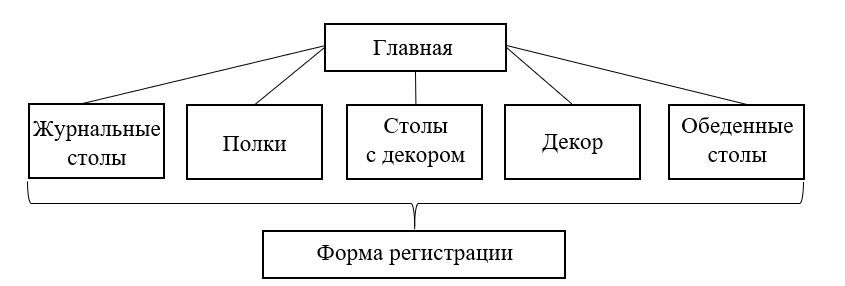 Главная
Журнальные
столы
Полки
Столы
с декором
Декор
Обеденные
столы
Форма регистрации